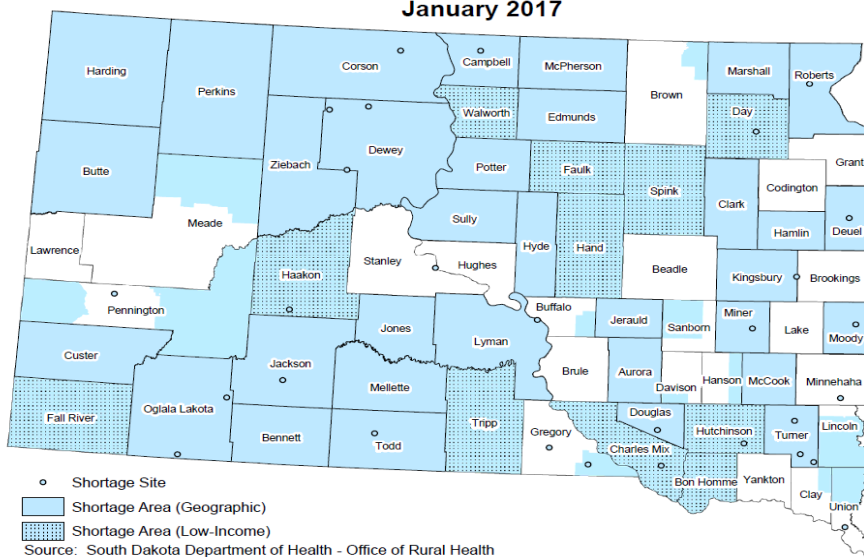 January 2017
Harding
Perkins
Corson
Campbell
McPherson
Brown
Marshall
Roberts
Walworth
Edmunds
Day
Butte
Ziebach
Dewey
Potter
Faulk
Spink
Clark
Codington
Grant
Meade
Sully
Hyde
Hand
Hamlin
Deuel
Lawrence
Haakon
Stanley
Hughes
Beadle
Kingsbury
Brookings
Pennington
Buffalo
Jerauld
Sanborn
Miner
Lake
Moody
Custer
Jackson
Jones
Lyman
Brule
Aurora
Davison
Hanson
McCook
Minnehaha
Fall River
Oglala Lakota
Mellette
Tripp
Gregory
Douglas
Charles Mix
Hutchinson
Turner
Lincoln
Bennett
Todd
Bon Homme
Yankton
Clay
Union
Shortage Site
Shortage Area (Geographic)
Shortage Area (Low-Income)
Source: South Dakota Department of Health - Office of Rural Health